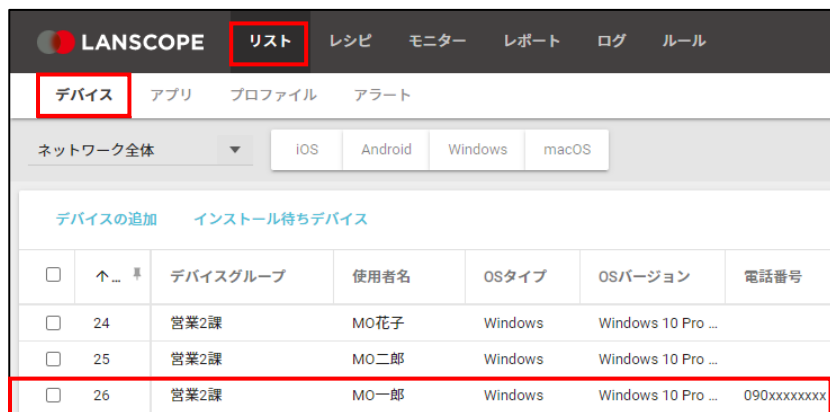 LANSCOPE リスト レシピ モニター レポート ログ ルール
デバイス アプリ プロファイル アラート
ネットワーク全体 iOS Android Windows macOS
デバイスの追加 インストール待ちデバイス
↑... デバイスグループ 使用者名 OSタイプ OSバージョン 電話番号
24 営業2課 MO花子 Windows Windows 10 Pro ...
25 営業2課 MO二郎 Windows Windows 10 Pro ...
26 営業2課 MO一郎 Windows Windows 10 Pro ... 090xxxxxxxx